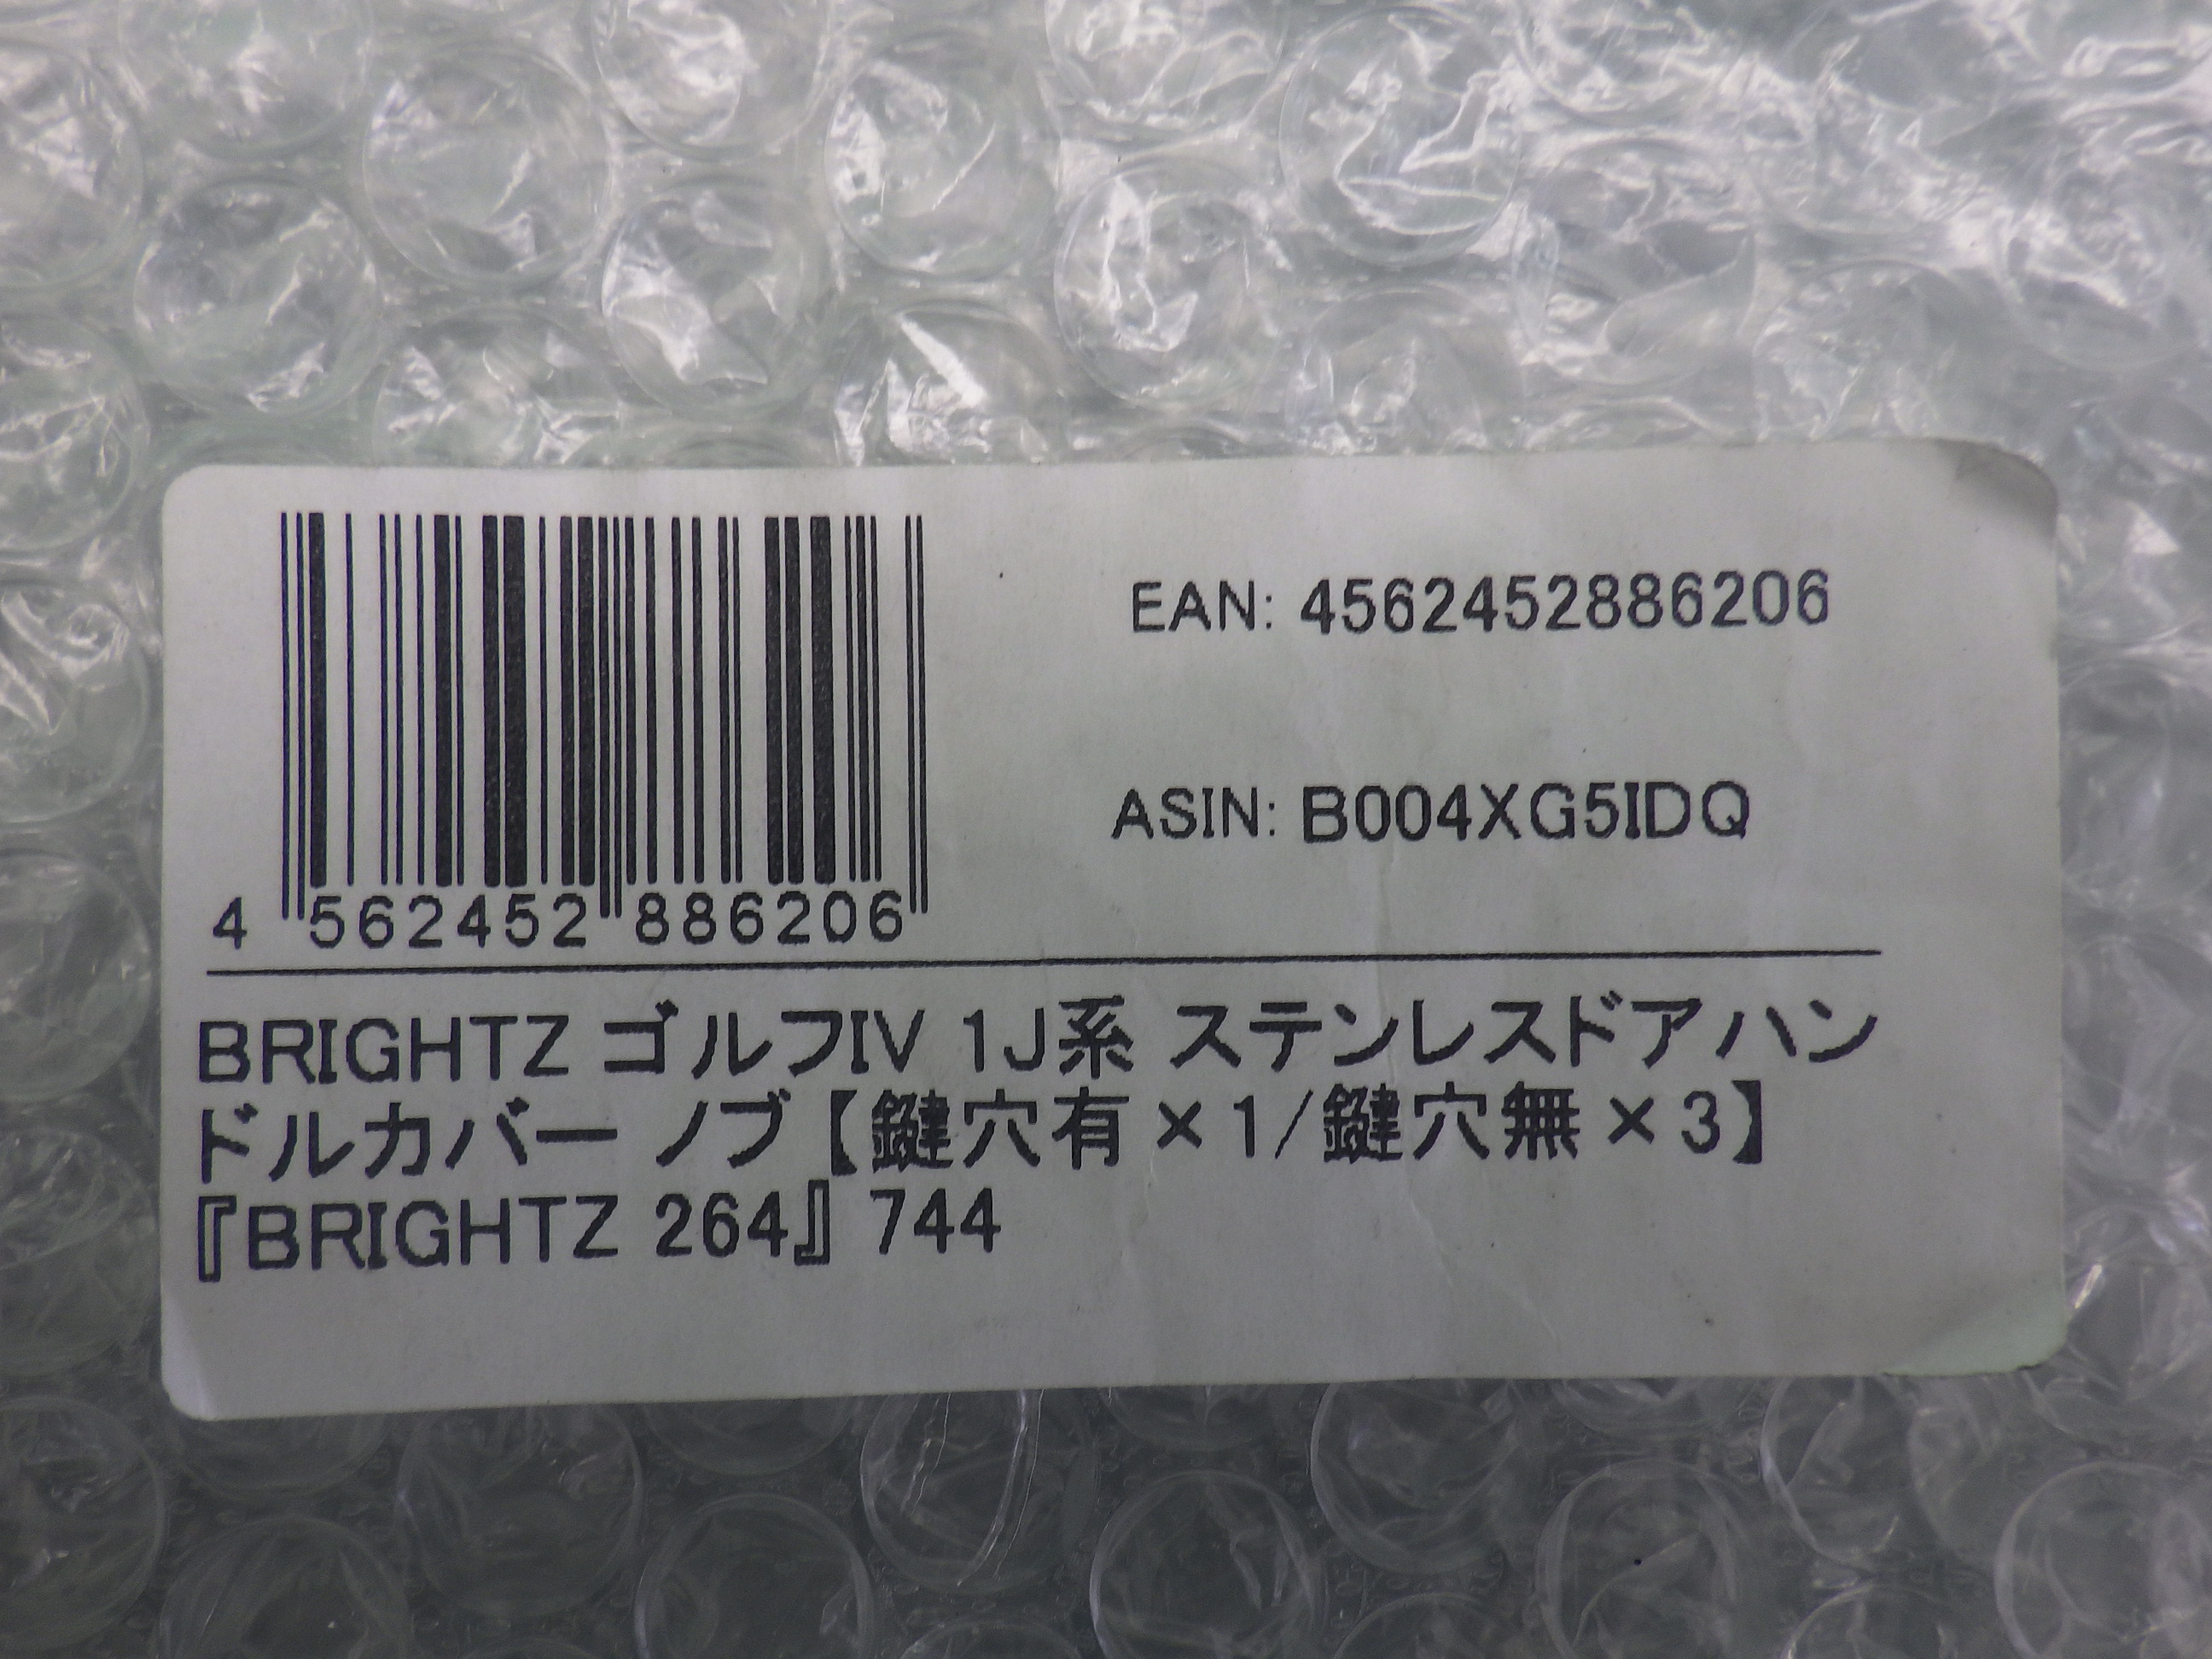 EAN: 4562452886206
ASIN: B004XG5IDQ
4 562452 886206
BRIGHTZ ゴルフIV 1J系 ステンレスドアハン
ドルカバー ノブ【鍵穴有×1/鍵穴無×3】
『BRIGHTZ 264』 744